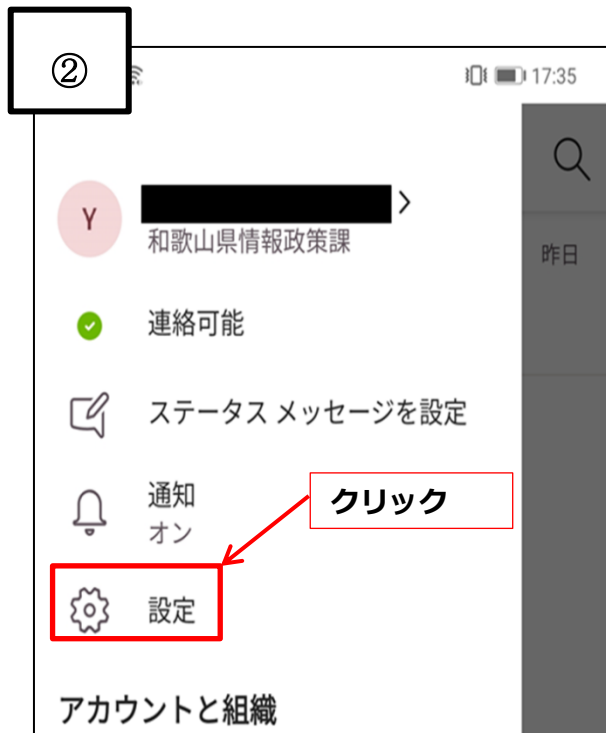 ②
17:35
Y
和歌山県情報政策課
昨日
連絡可能
ステータス メッセージを設定
通知
オン
クリック
設定
アカウントと組織